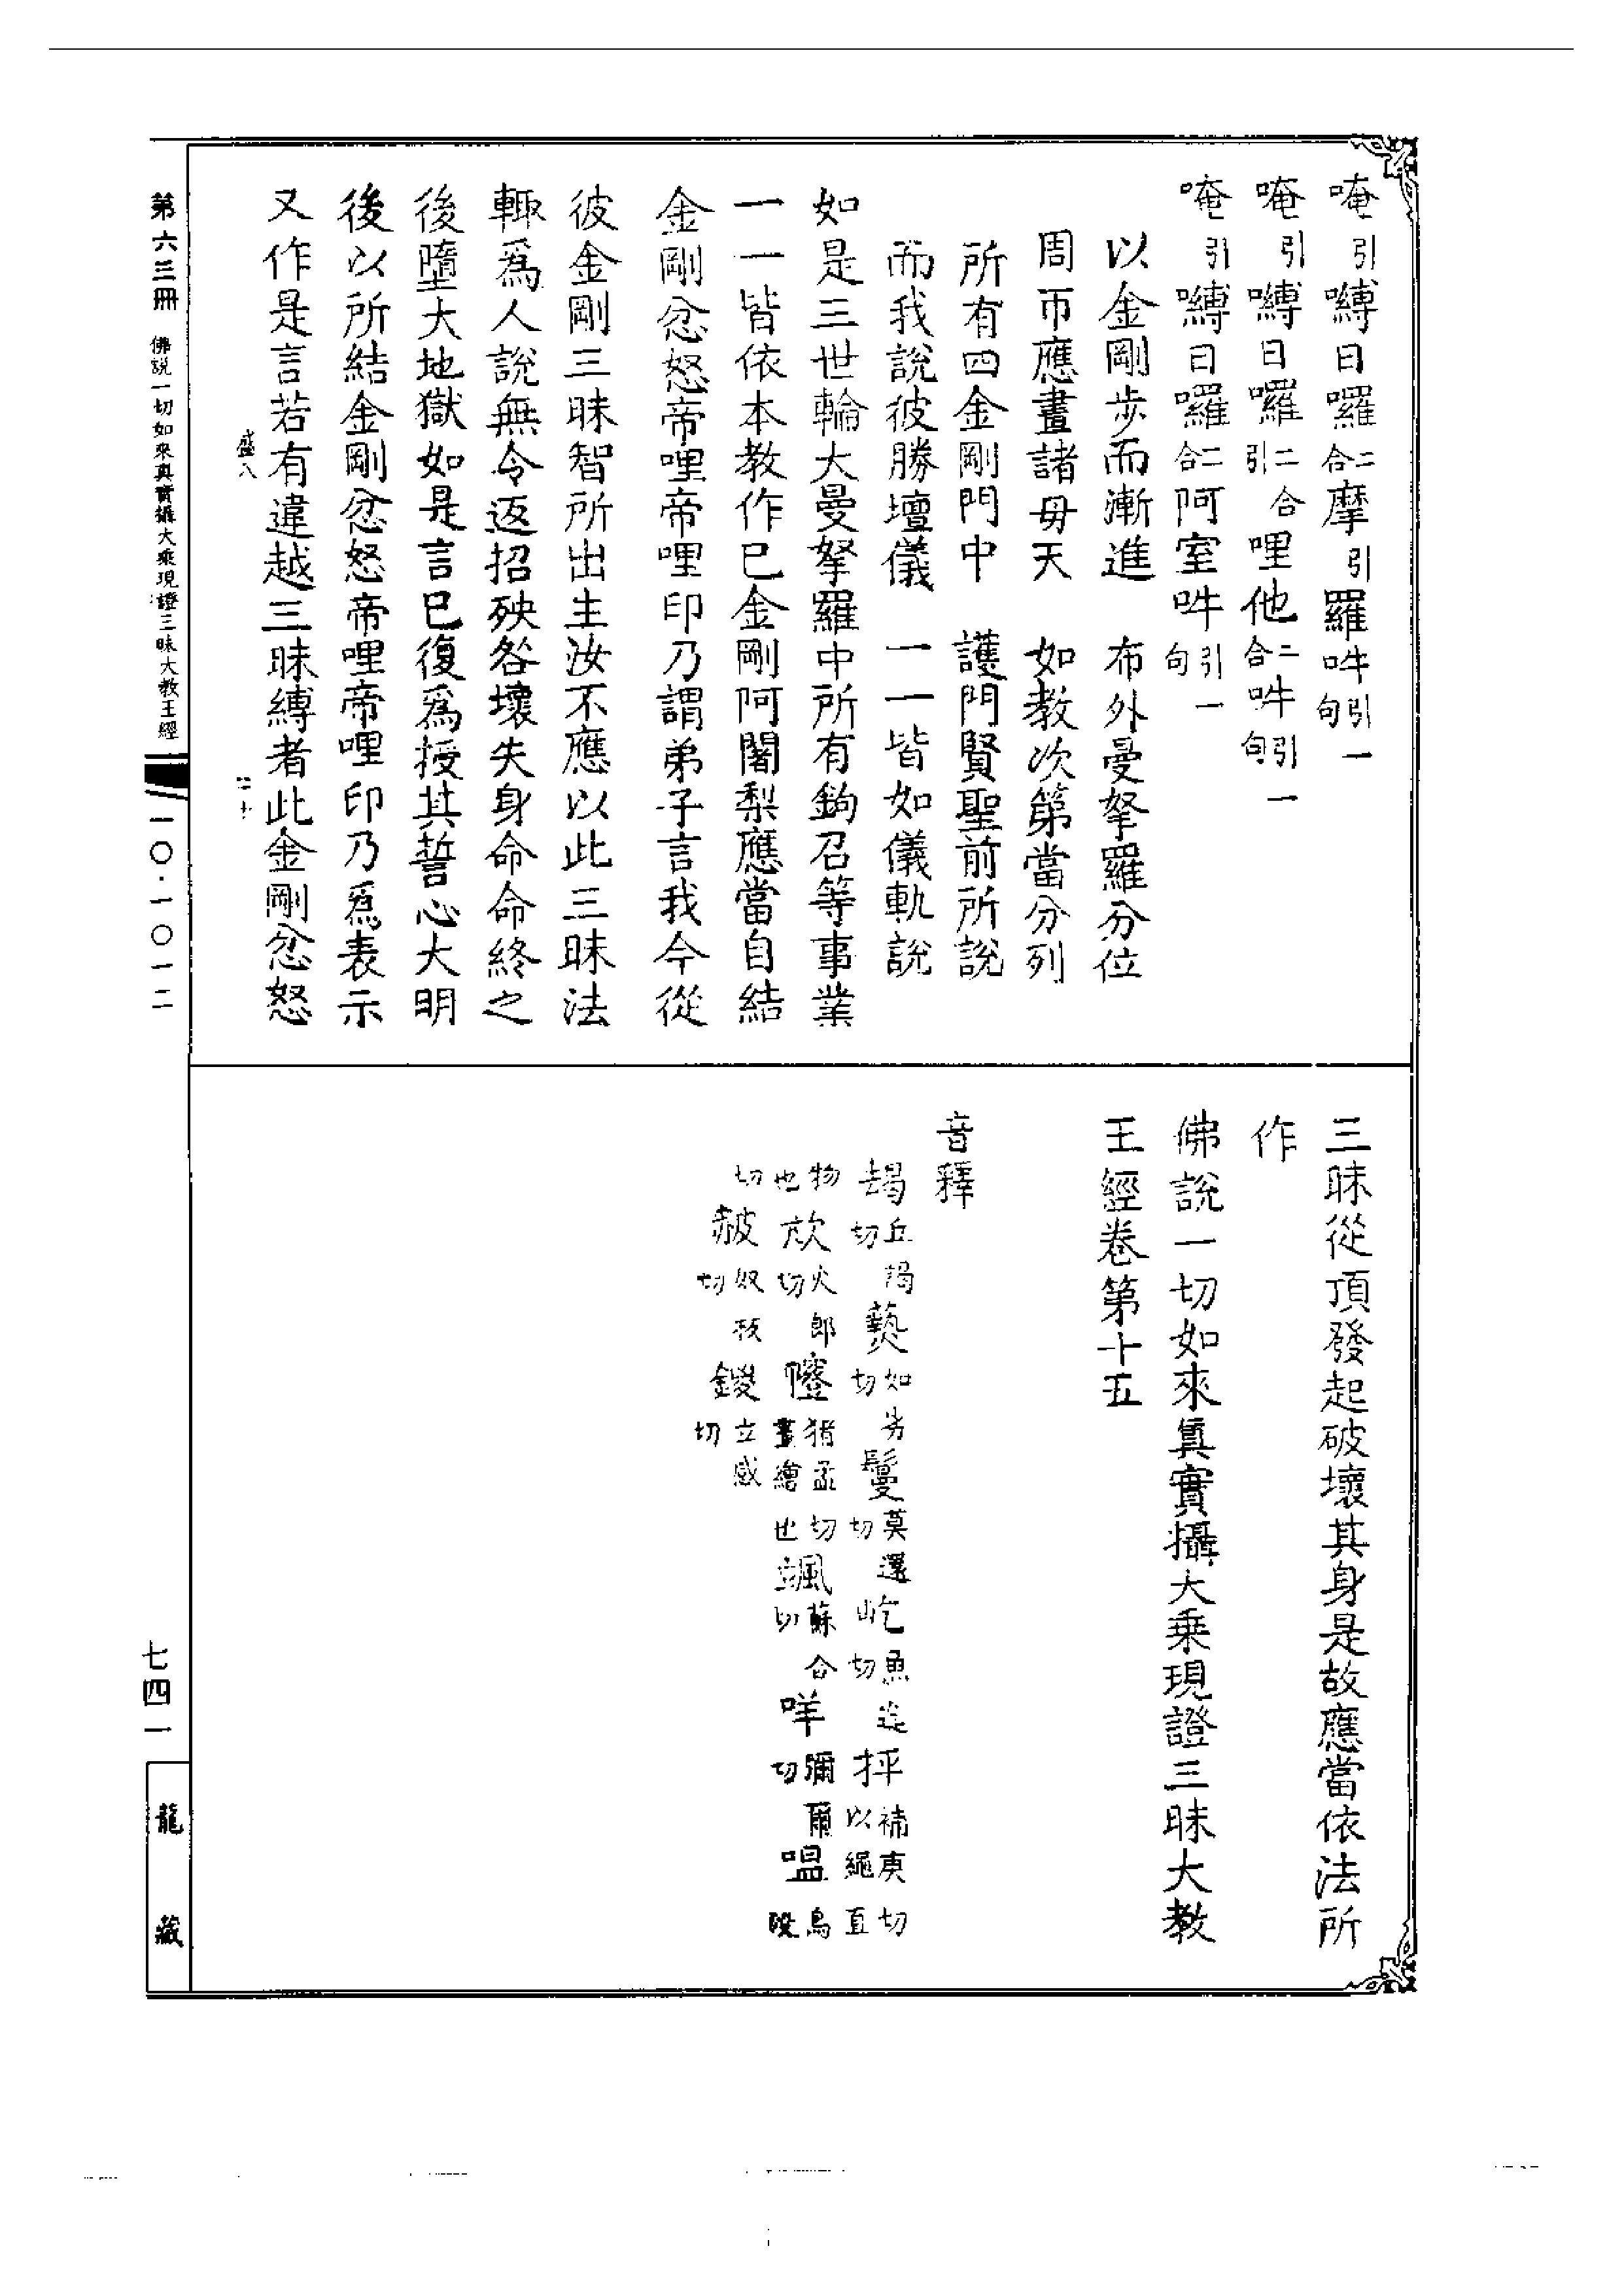 唵引嚩日囉二合摩引羅吽引一句
唵引嚩日囉二合引哩他二合吽引一句
唵引嚩日囉二合阿室吽引一句
以金剛步而漸進　布外曼拏羅分位
周帀應畫諸毋天　如教次第當分列
所有四金剛門中　護門賢聖前所說
而我說彼勝壇儀　一一皆如儀軌說
如是三世輪大曼拏羅中所有鉤召等事業
一一皆依本教作已金剛阿闍梨應當自結
金剛忿怒帝哩帝哩印乃謂弟子言我今從
彼金剛三昧智所出生汝不應以此三昧法
輙爲人說無令返招殃咎壞失身命命終之
後墮大地獄如是言已復爲授其誓心大明
後以所結金剛忿怒帝哩帝哩印乃爲表示
又作是言若有違越三昧縛者此金剛忿怒
盛八
三昧從頂發起破壞其身是故應當依法所
作
佛說一切如來真實攝大乘現證三昧大教
王經卷第十五
音釋
朅丘謁切爇如劣切鬘莫還切屹魚迄切抨補庚切以繩直
物也炕火郎切㡧猪孟切畫繪也颯蘇合切哶彌爾切嗢烏
切赧奴板切鑁亡感切
第六三冊　佛說一切如來真實攝大乘現證三昧大教王經
一〇·一〇一二
七四一
龍藏